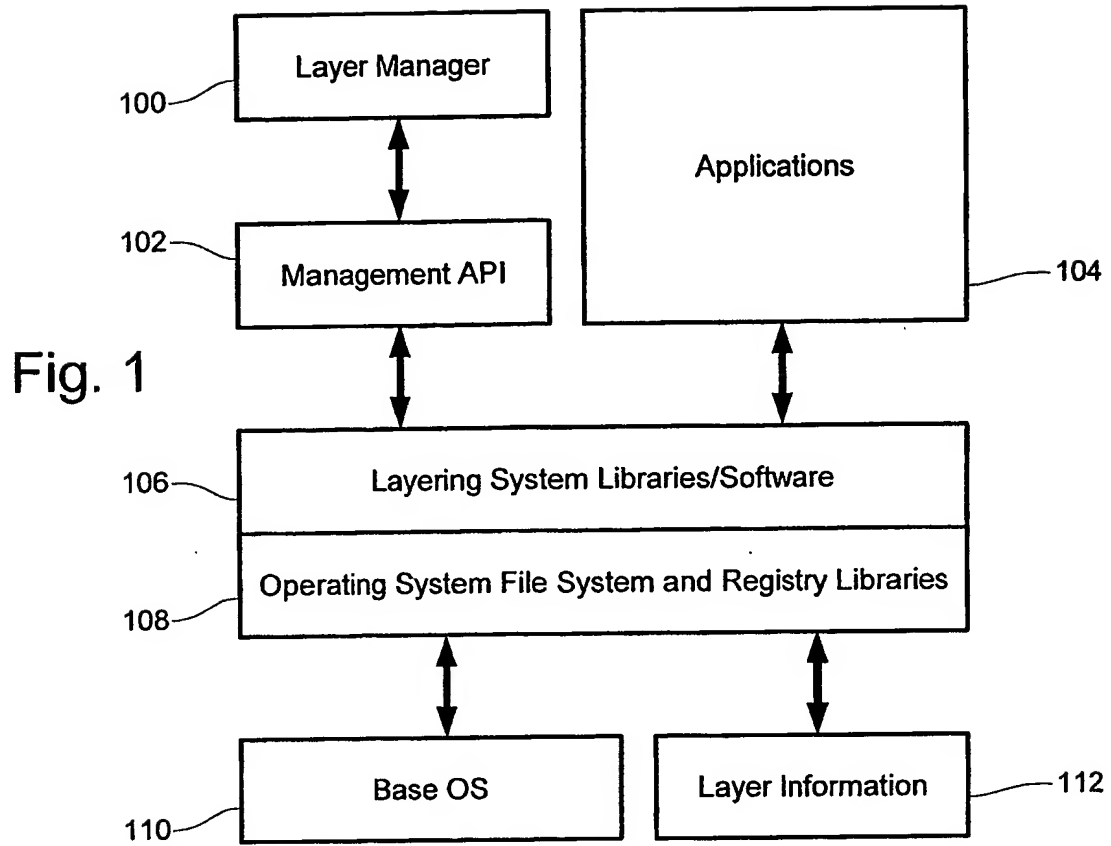 Layer Manager
100
Applications
102
Management API
104
Fig. 1
106
Layering System Libraries/Software
Operating System File System and Registry Libraries
108
Base OS
Layer Information
112
110